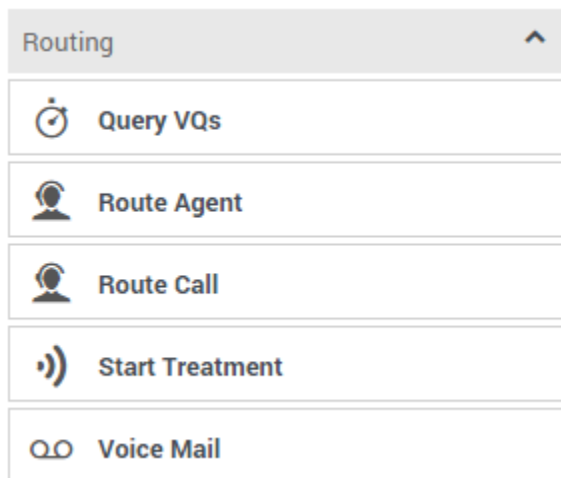 Routing
Query VQs
Route Agent
Route Call
Start Treatment
Voice Mail